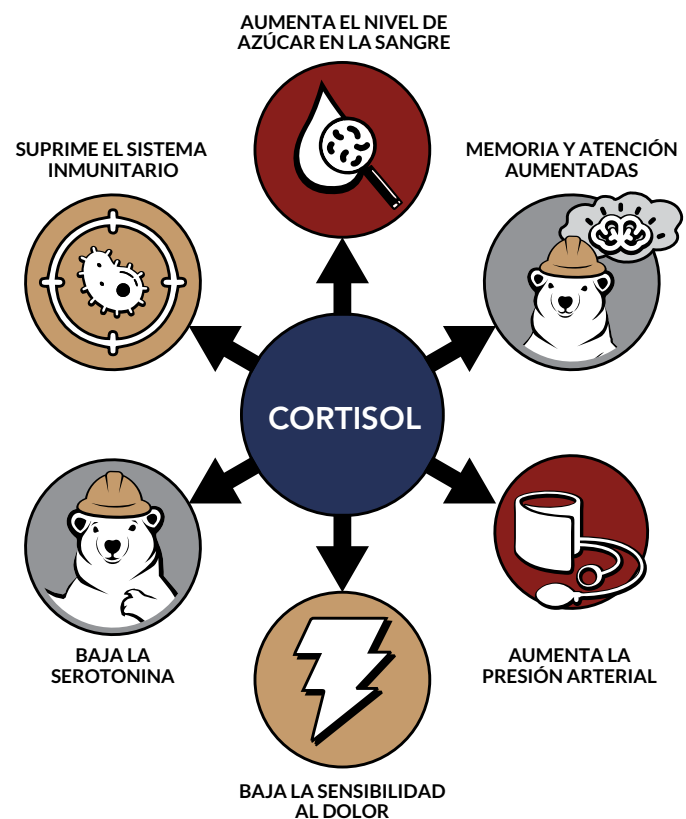 AUMENTA EL NIVEL DE
AZÚCAR EN LA SANGRE
SUPRIME EL SISTEMA
INMUNITARIO
MEMORIA Y ATENCIÓN
AUMENTADAS
CORTISOL
BAJA LA
SEROTONINA
AUMENTA LA
PRESIÓN ARTERIAL
BAJA LA SENSIBILIDAD
AL DOLOR